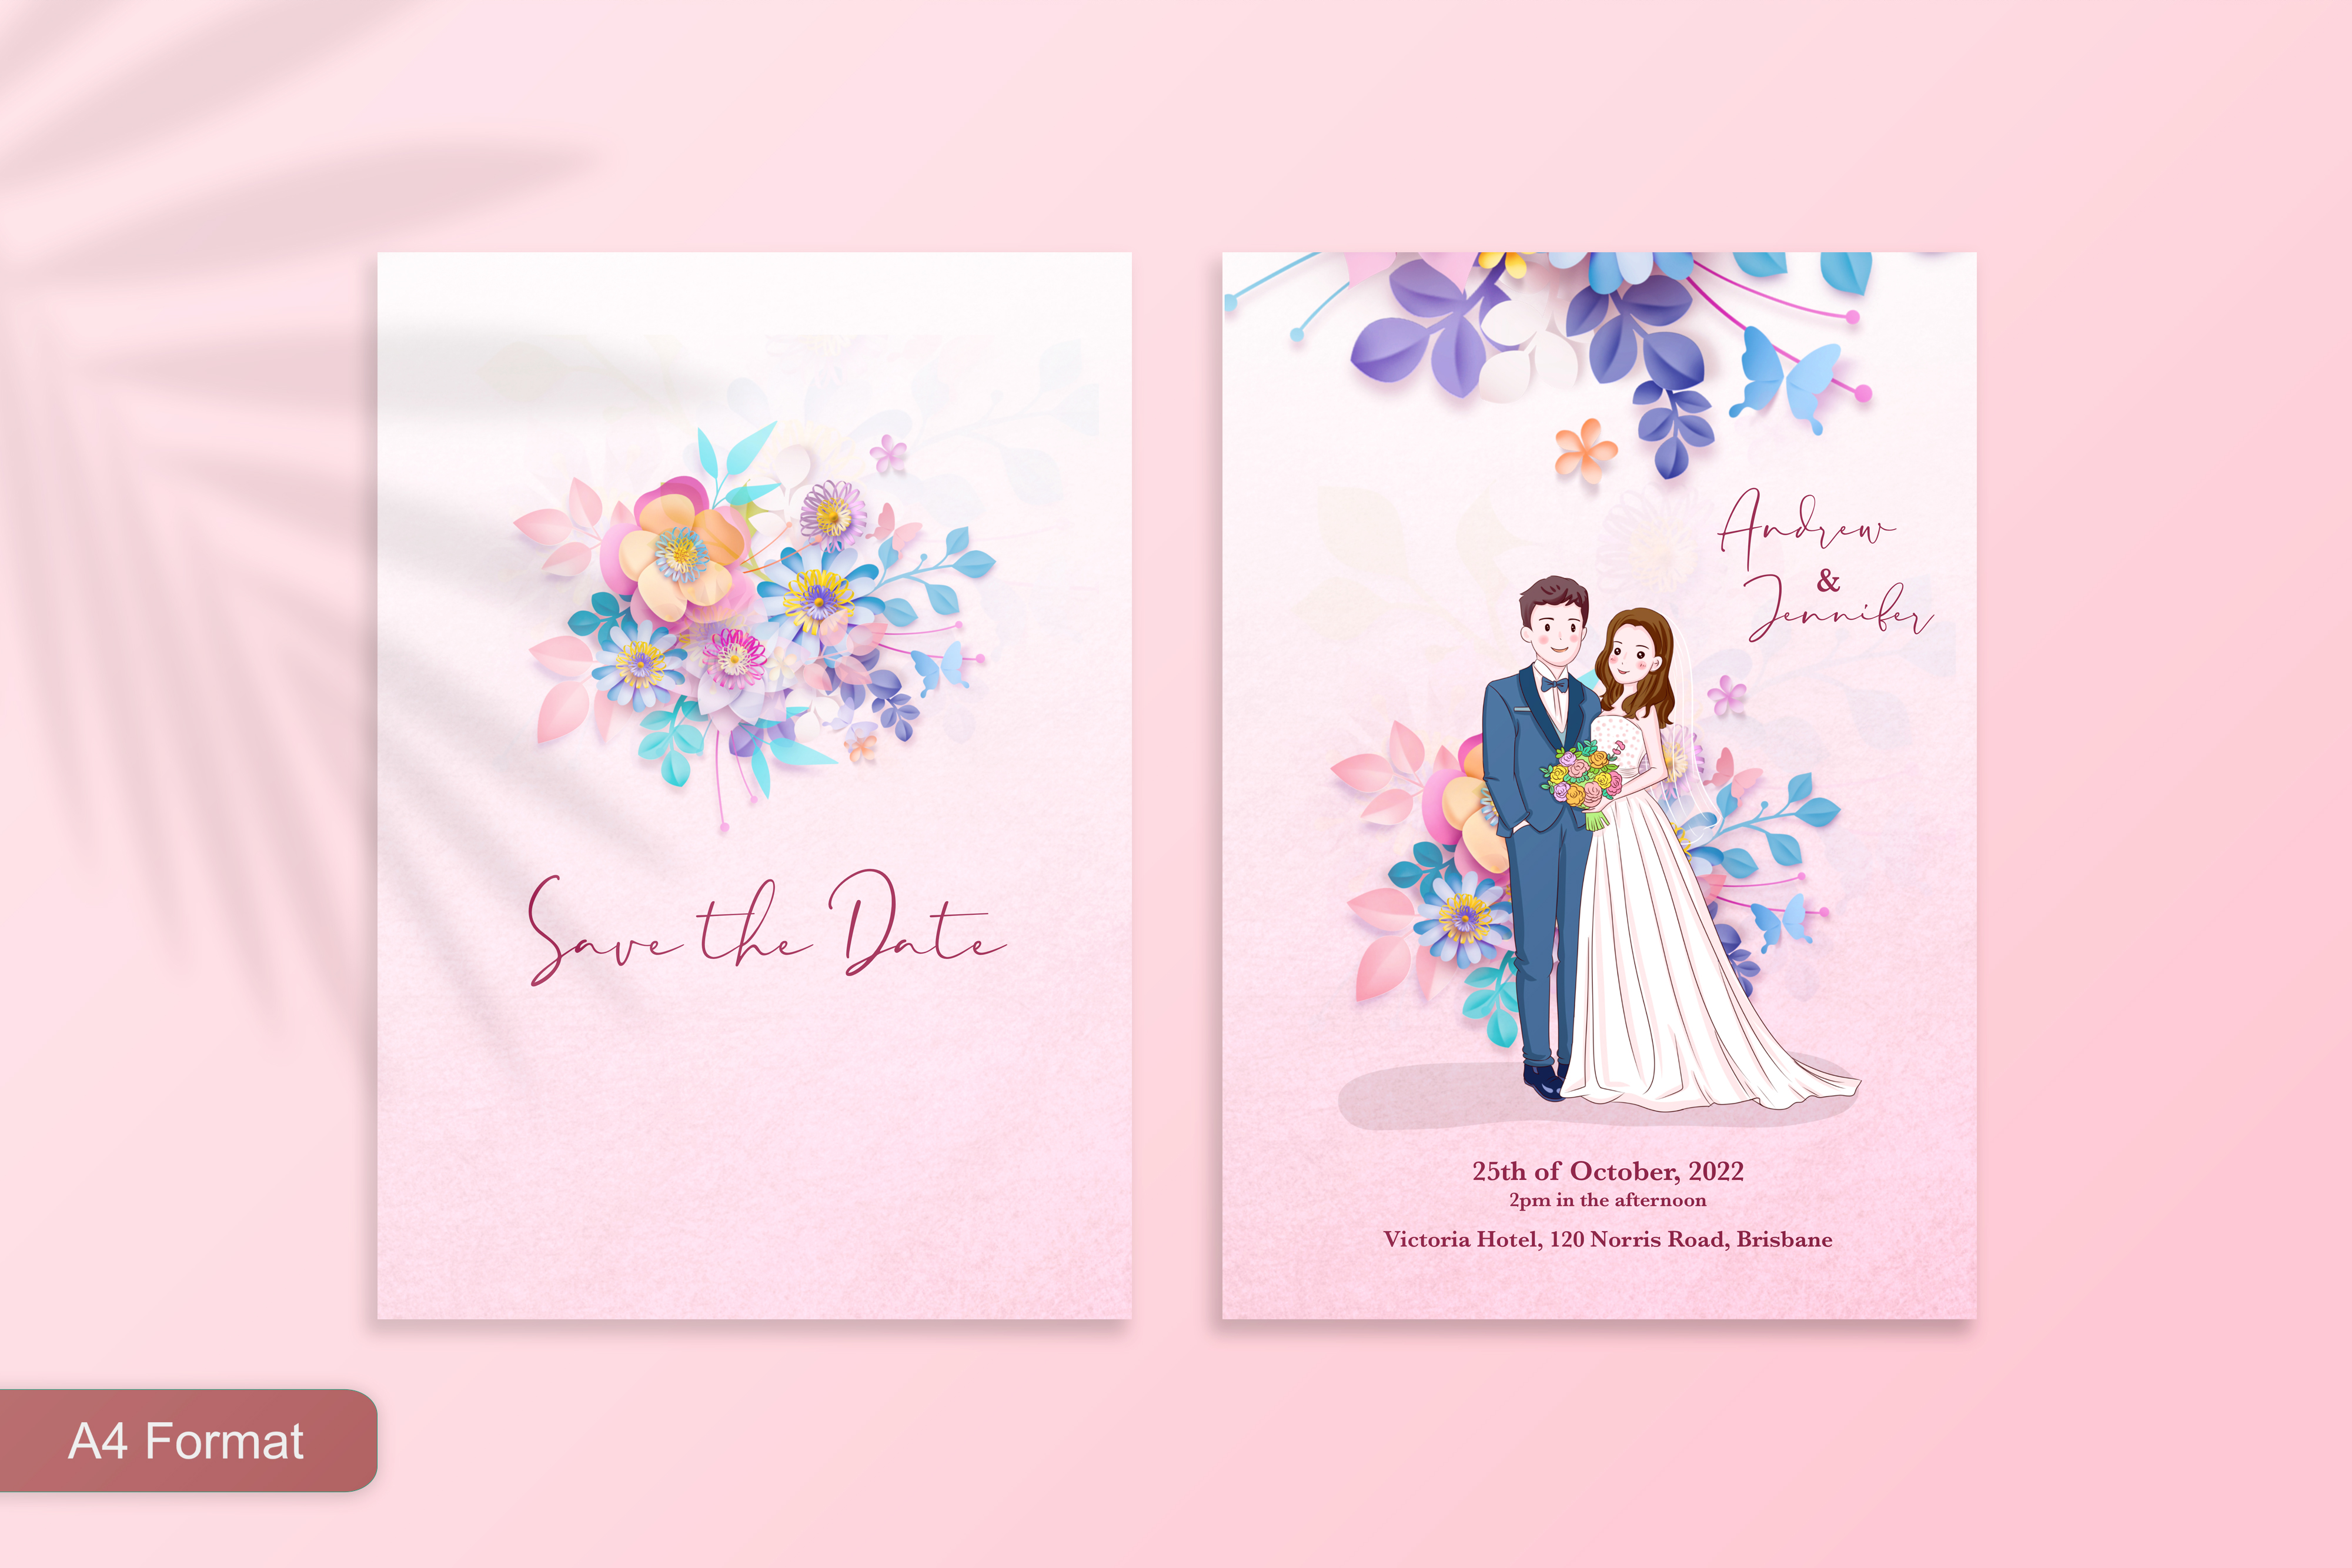 Save the Date
Andrew
&
Jennifer
25th of October, 2022
2pm in the afternoon
Victoria Hotel, 120 Norris Road, Brisbane
A4 Format